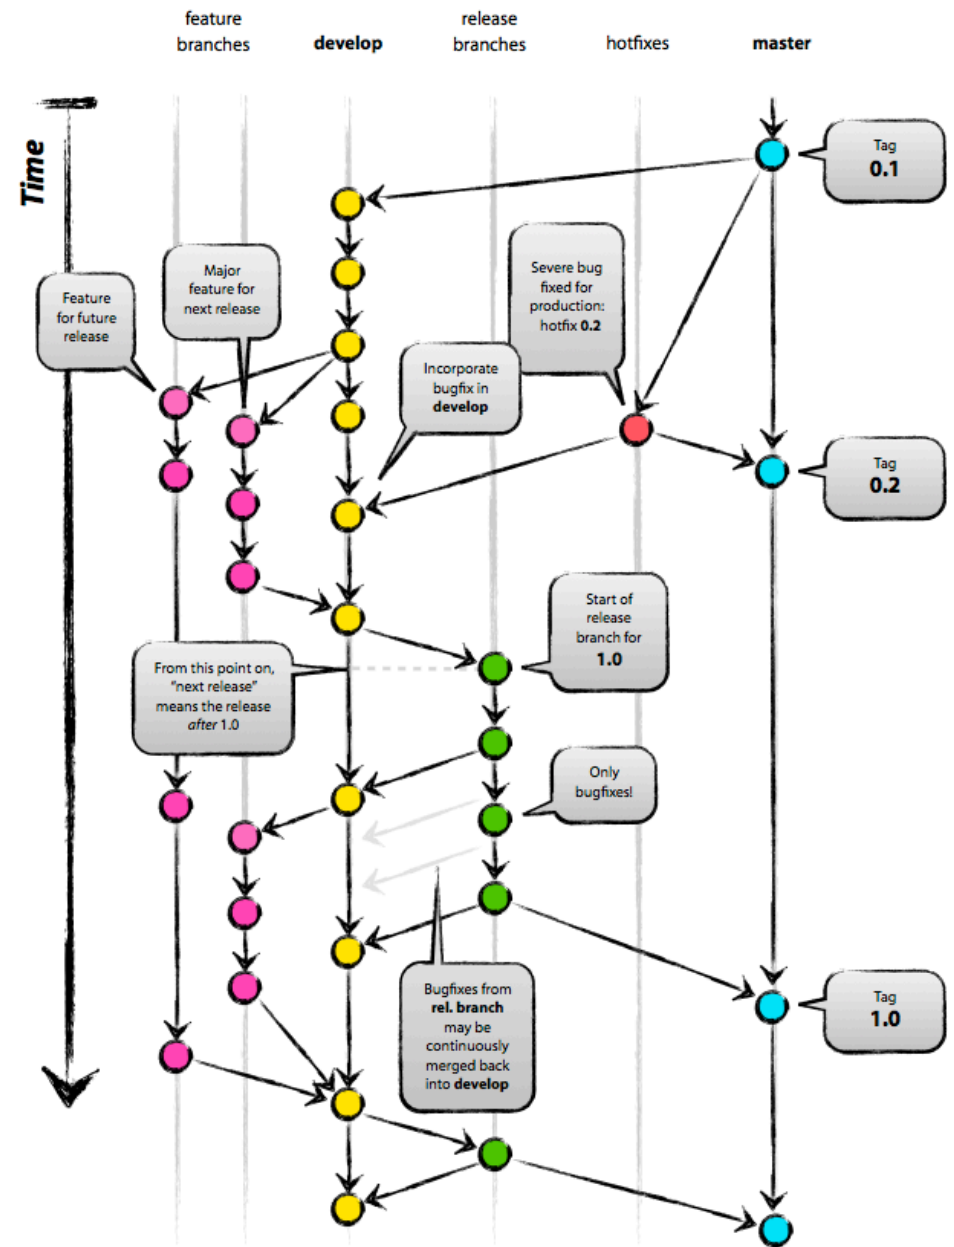 feature
branches
develop
release
branches
hotfixes
master
Time
Tag
0.1
Severe bug
fixed for
production:
hotfix 0.2
Major
feature for
next release
Feature
for future
release
Incorporate
bugfix in
develop
Tag
0.2
Start of
release
branch for
1.0
From this point on,
“next release”
means the release
after 1.0
Only
bugfixes!
Bugfixes from
rel. branch
may be
continuously
merged back
into develop
Tag
1.0